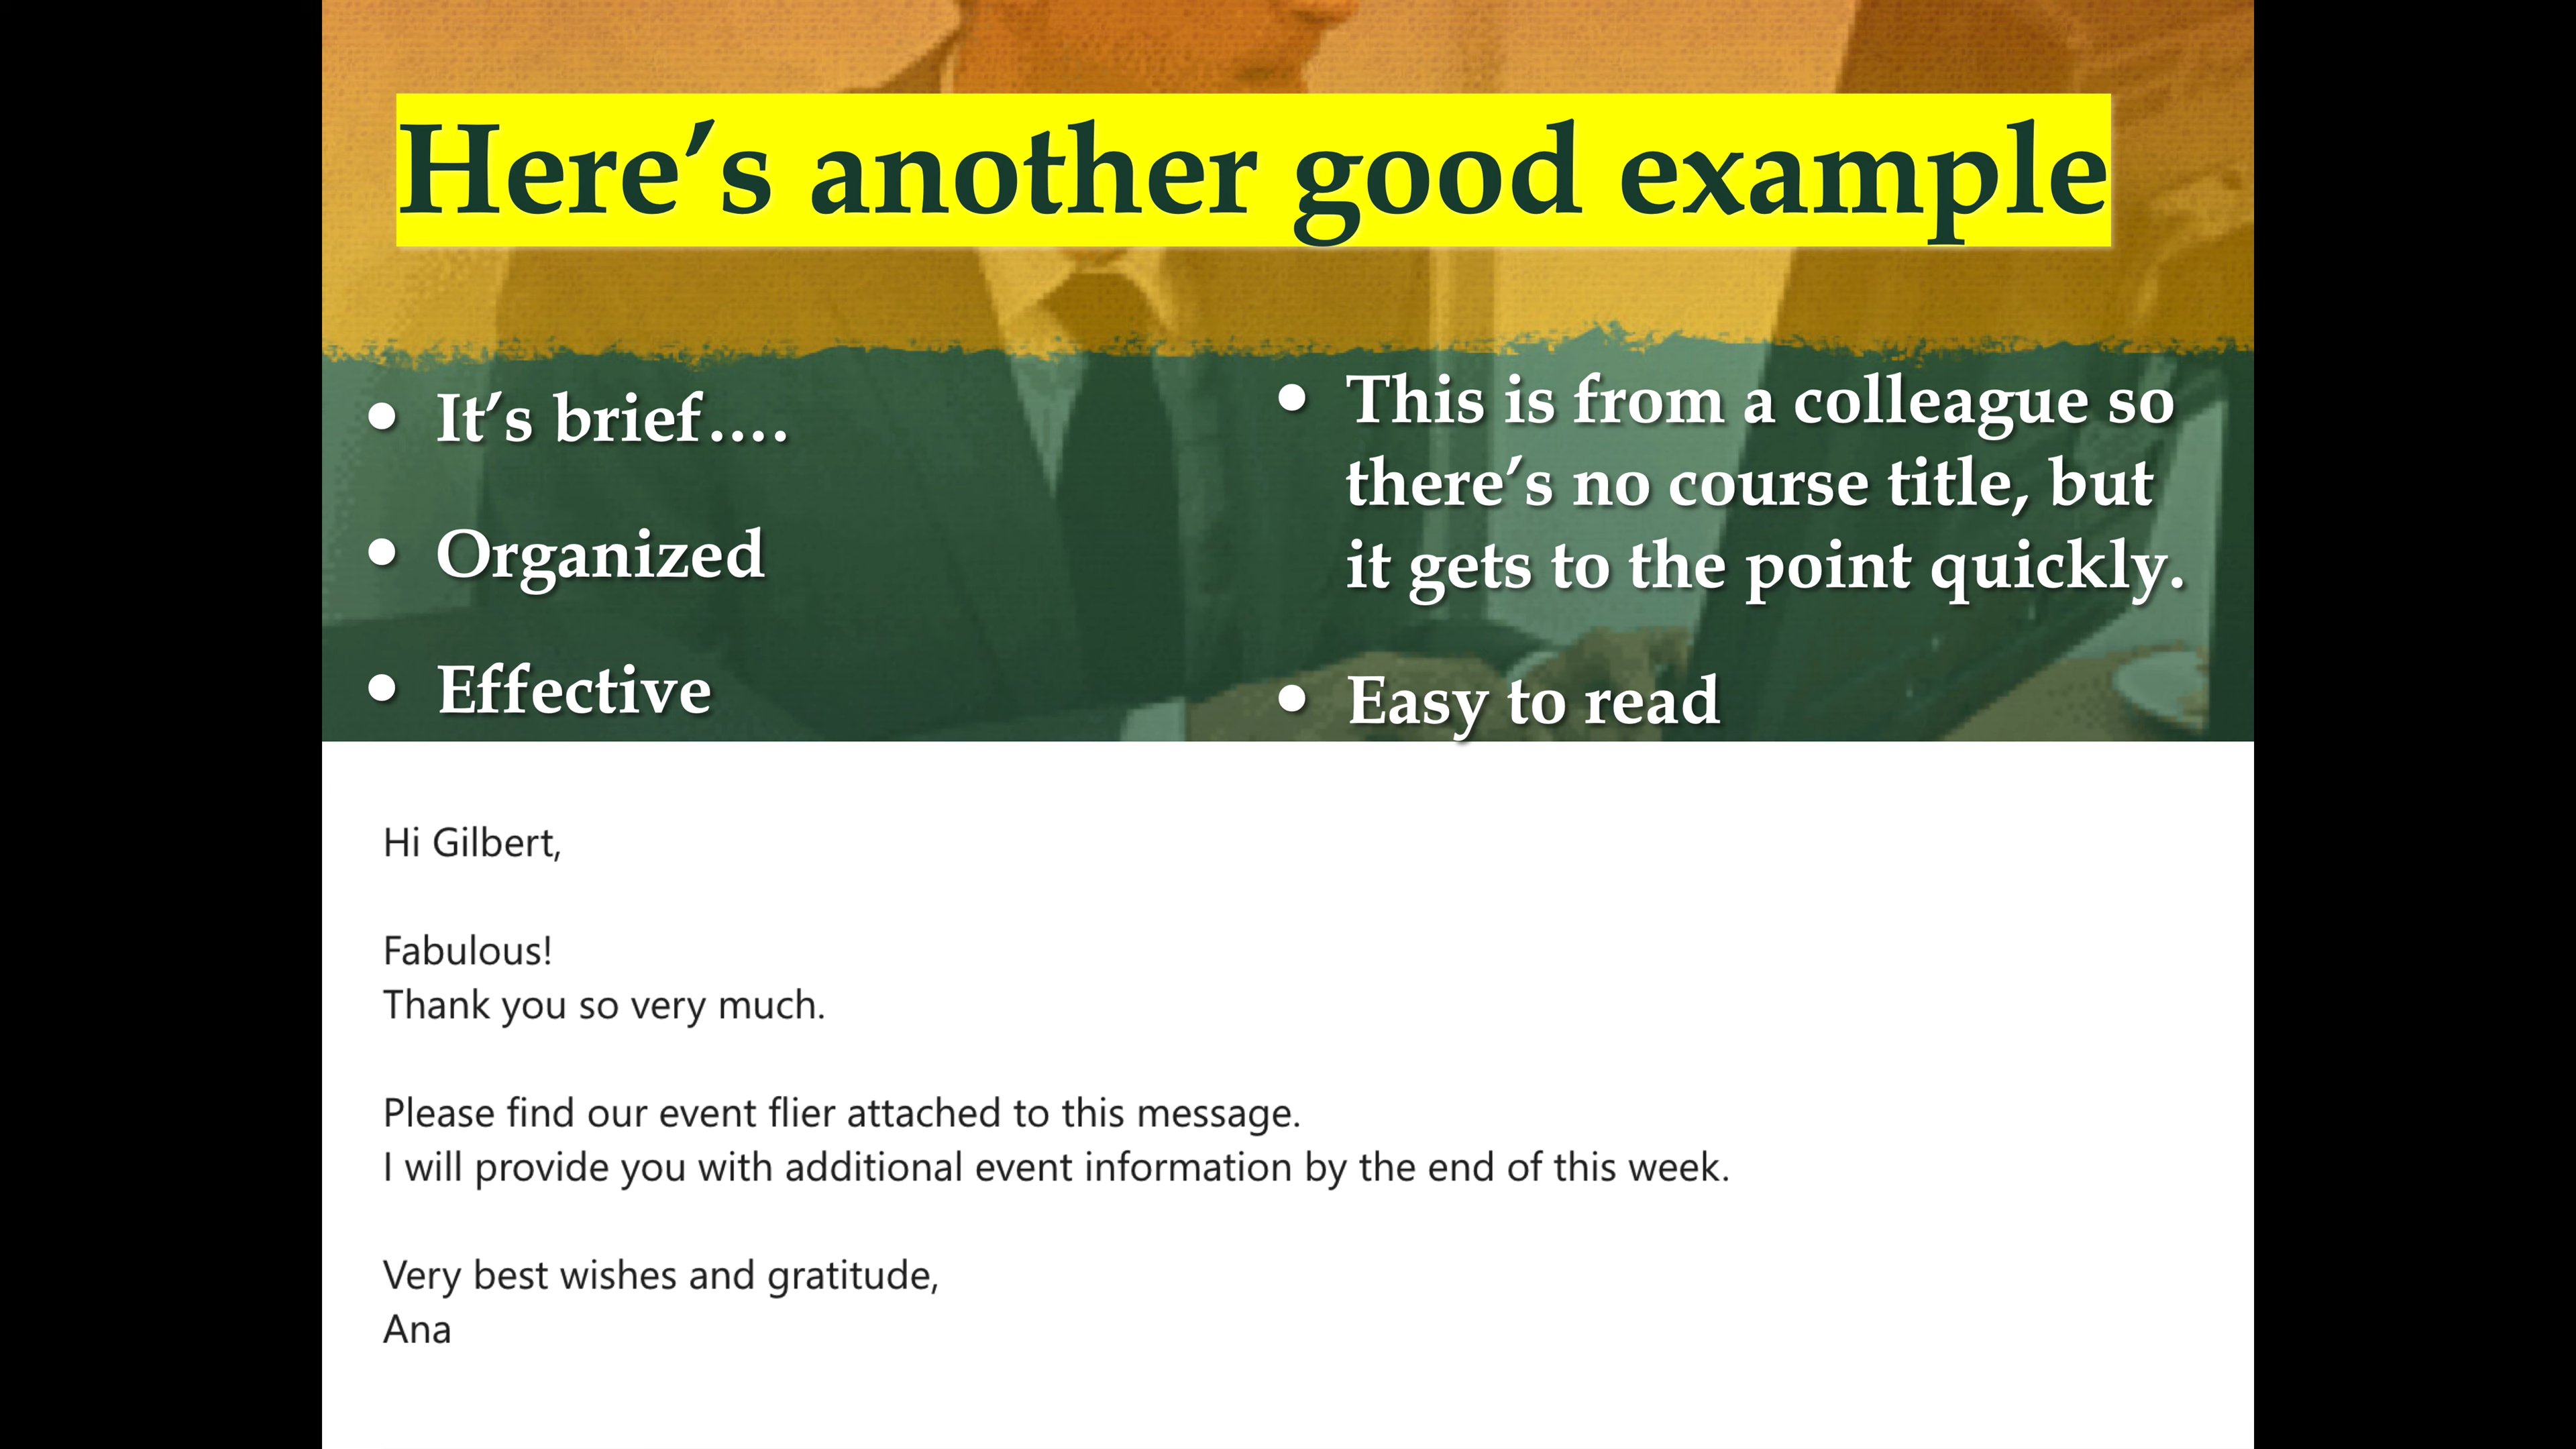 Here’s another good example
• It’s brief….
• Organized
• Effective
• This is from a colleague so
there’s no course title, but
it gets to the point quickly.
• Easy to read
Hi Gilbert,
Fabulous!
Thank you so very much.
Please find our event flier attached to this message.
I will provide you with additional event information by the end of this week.
Very best wishes and gratitude,
Ana